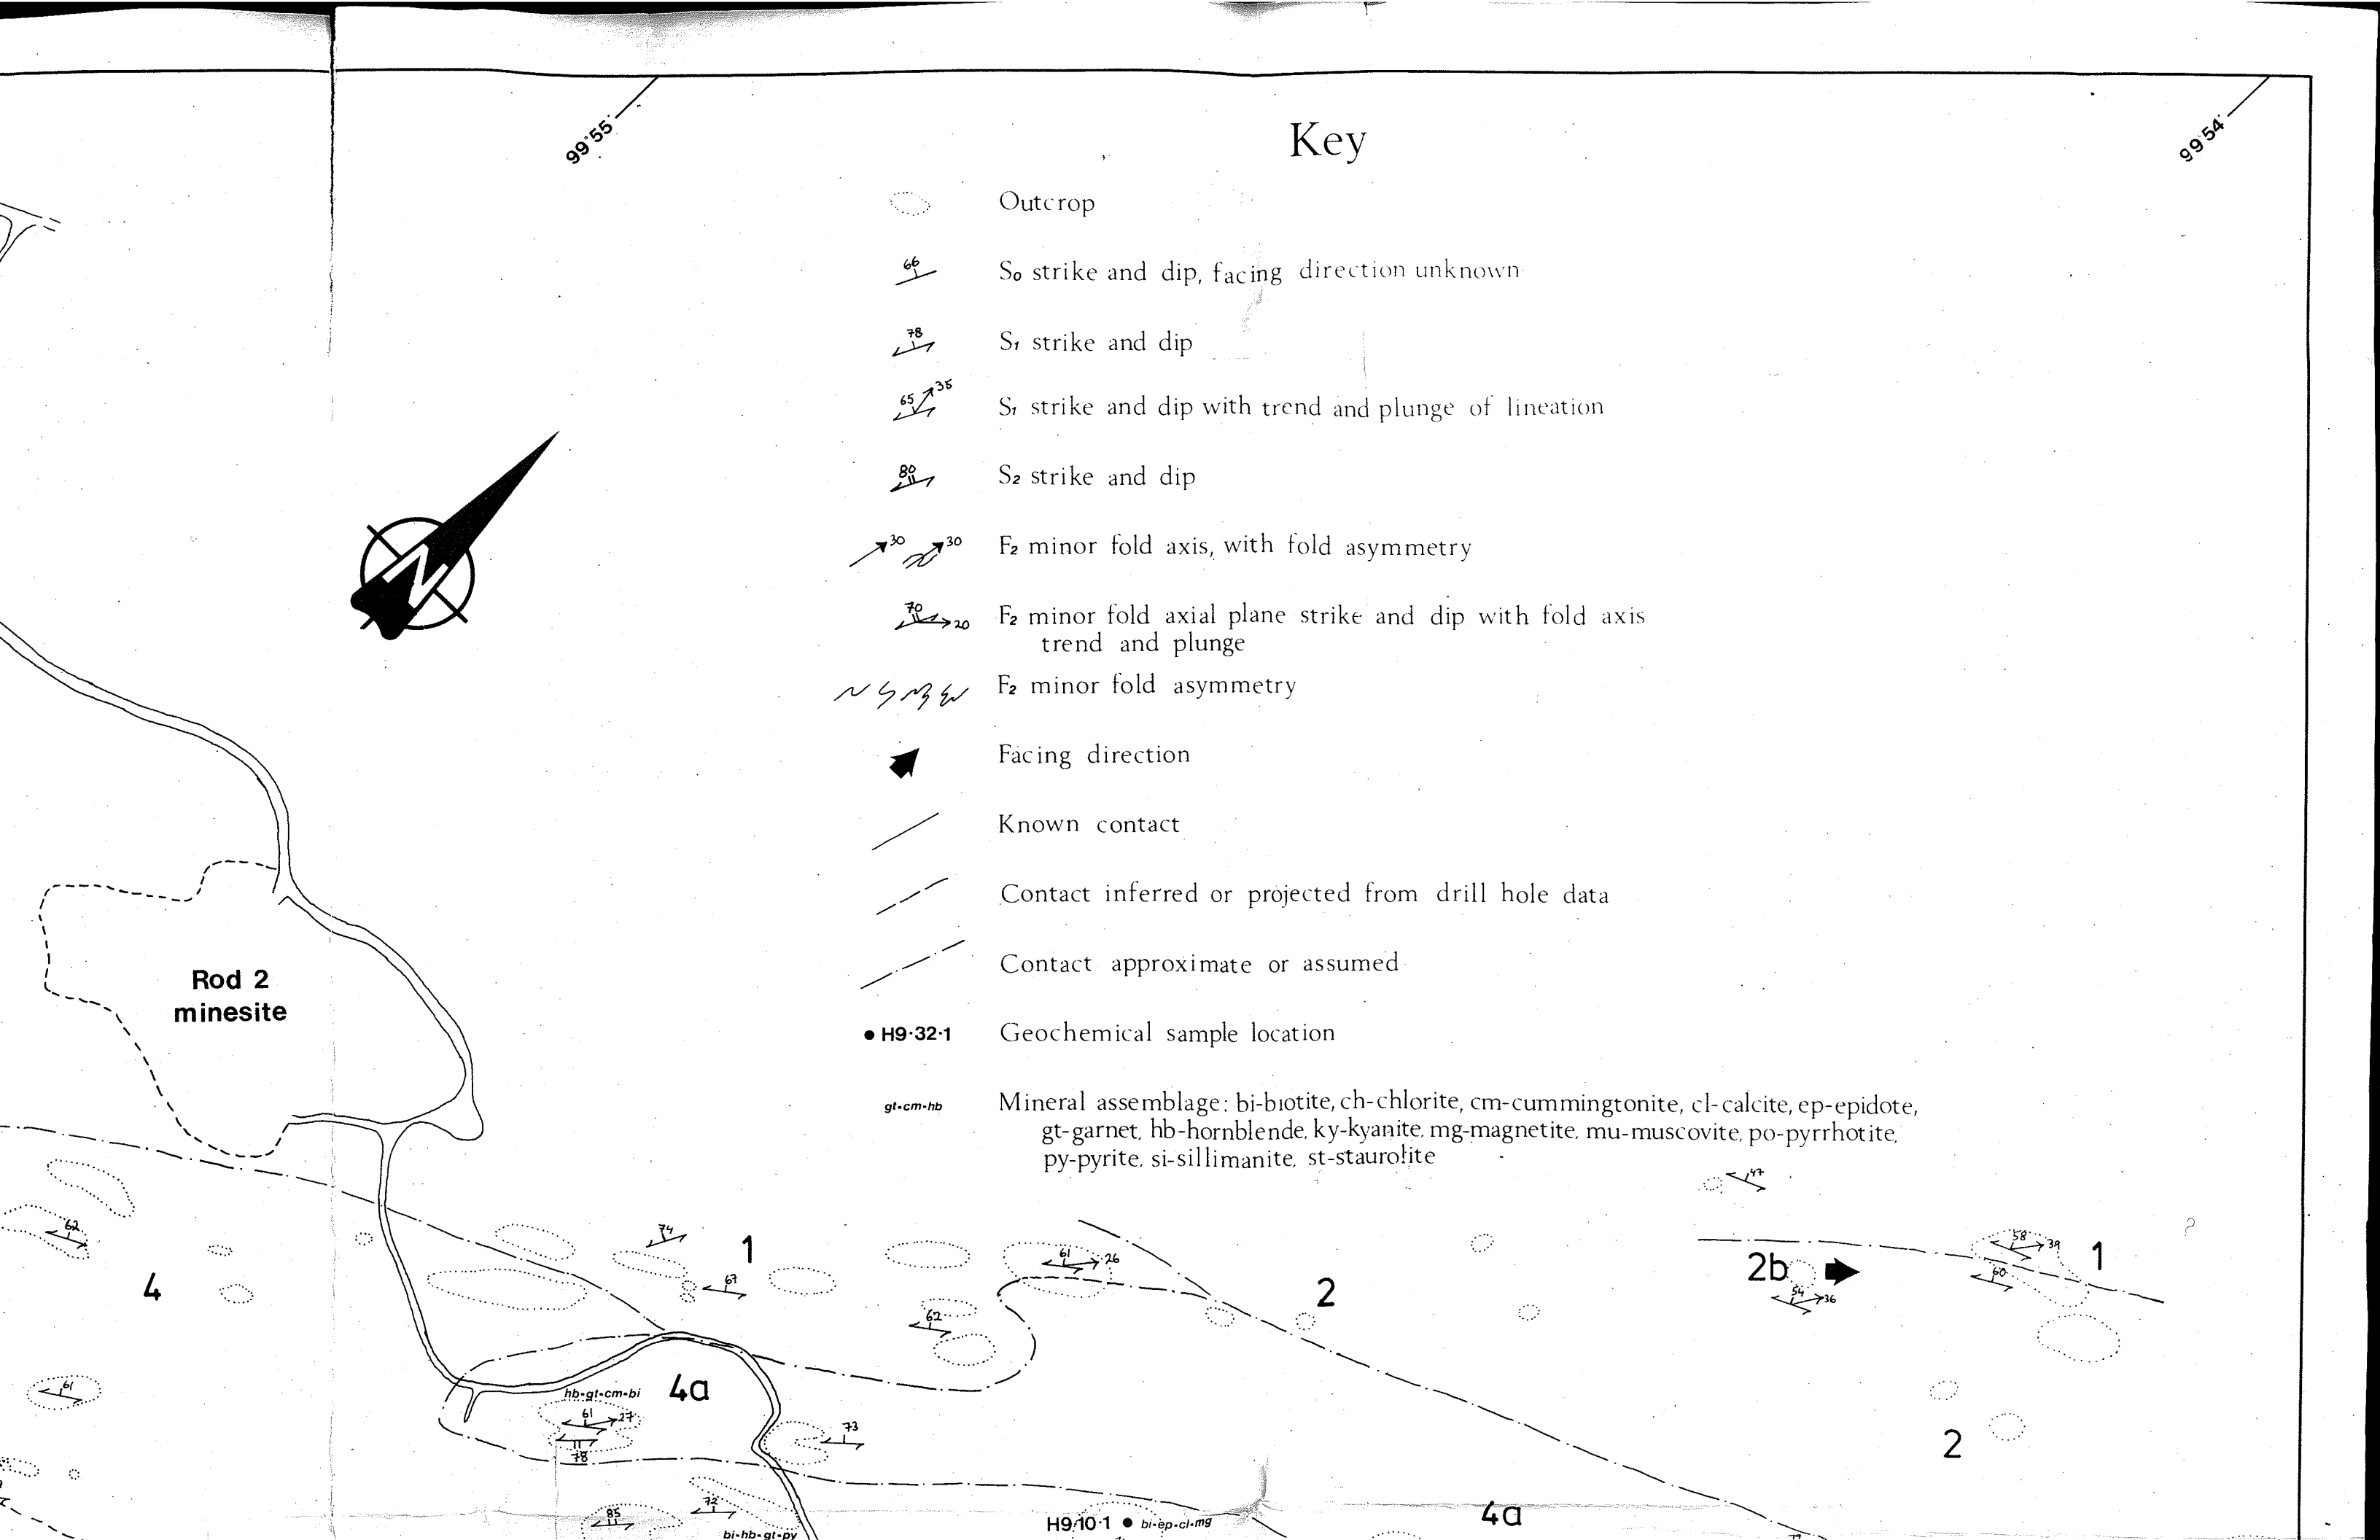 99°55'
99°54'
Key
Outcrop
66
S₀ strike and dip, facing direction unknown
78
S₁ strike and dip
65 35
S₁ strike and dip with trend and plunge of lineation
80
S₂ strike and dip
30 30
F₂ minor fold axis, with fold asymmetry
N
70 20
F₂ minor fold axial plane strike and dip with fold axis
trend and plunge
F₂ minor fold asymmetry
Facing direction
Known contact
Contact inferred or projected from drill hole data
Contact approximate or assumed
Rod 2
minesite
H9·32·1
Geochemical sample location
gt-cm-hb
Mineral assemblage: bi-biotite, ch-chlorite, cm-cummingtonite, cl-calcite, ep-epidote,
gt-garnet, hb-hornblende, ky-kyanite, mg-magnetite, mu-muscovite, po-pyrrhotite,
py-pyrite, si-sillimanite, st-staurolite
47
62
74
1
61 26
58 39
1
?
4
67
2
2b
60
54 36
62
61
hb-gt-cm-bi
4a
61 27
78
73
2
85
72
bi-hb-gt-py
H9·10·1
bi-ep-cl-mg
4a